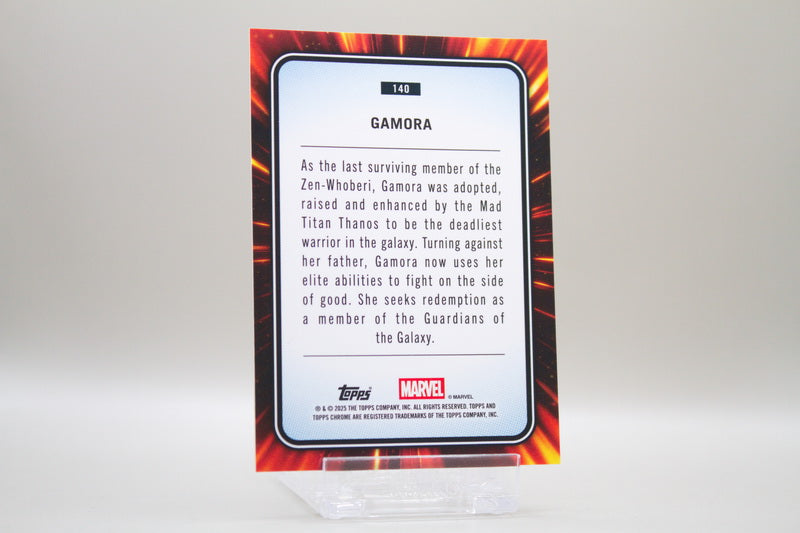 140
GAMORA
As the last surviving member of the
Zen-Whoberi, Gamora was adopted,
raised and enhanced by the Mad
Titan Thanos to be the deadliest
warrior in the galaxy. Turning against
her father, Gamora now uses her
elite abilities to fight on the side
of good. She seeks redemption as
a member of the Guardians of
the Galaxy.
Topps® MARVEL © MARVEL
® & © 2025 THE TOPPS COMPANY, INC. ALL RIGHTS RESERVED. TOPPS AND
TOPPS CHROME ARE REGISTERED TRADEMARKS OF THE TOPPS COMPANY, INC.